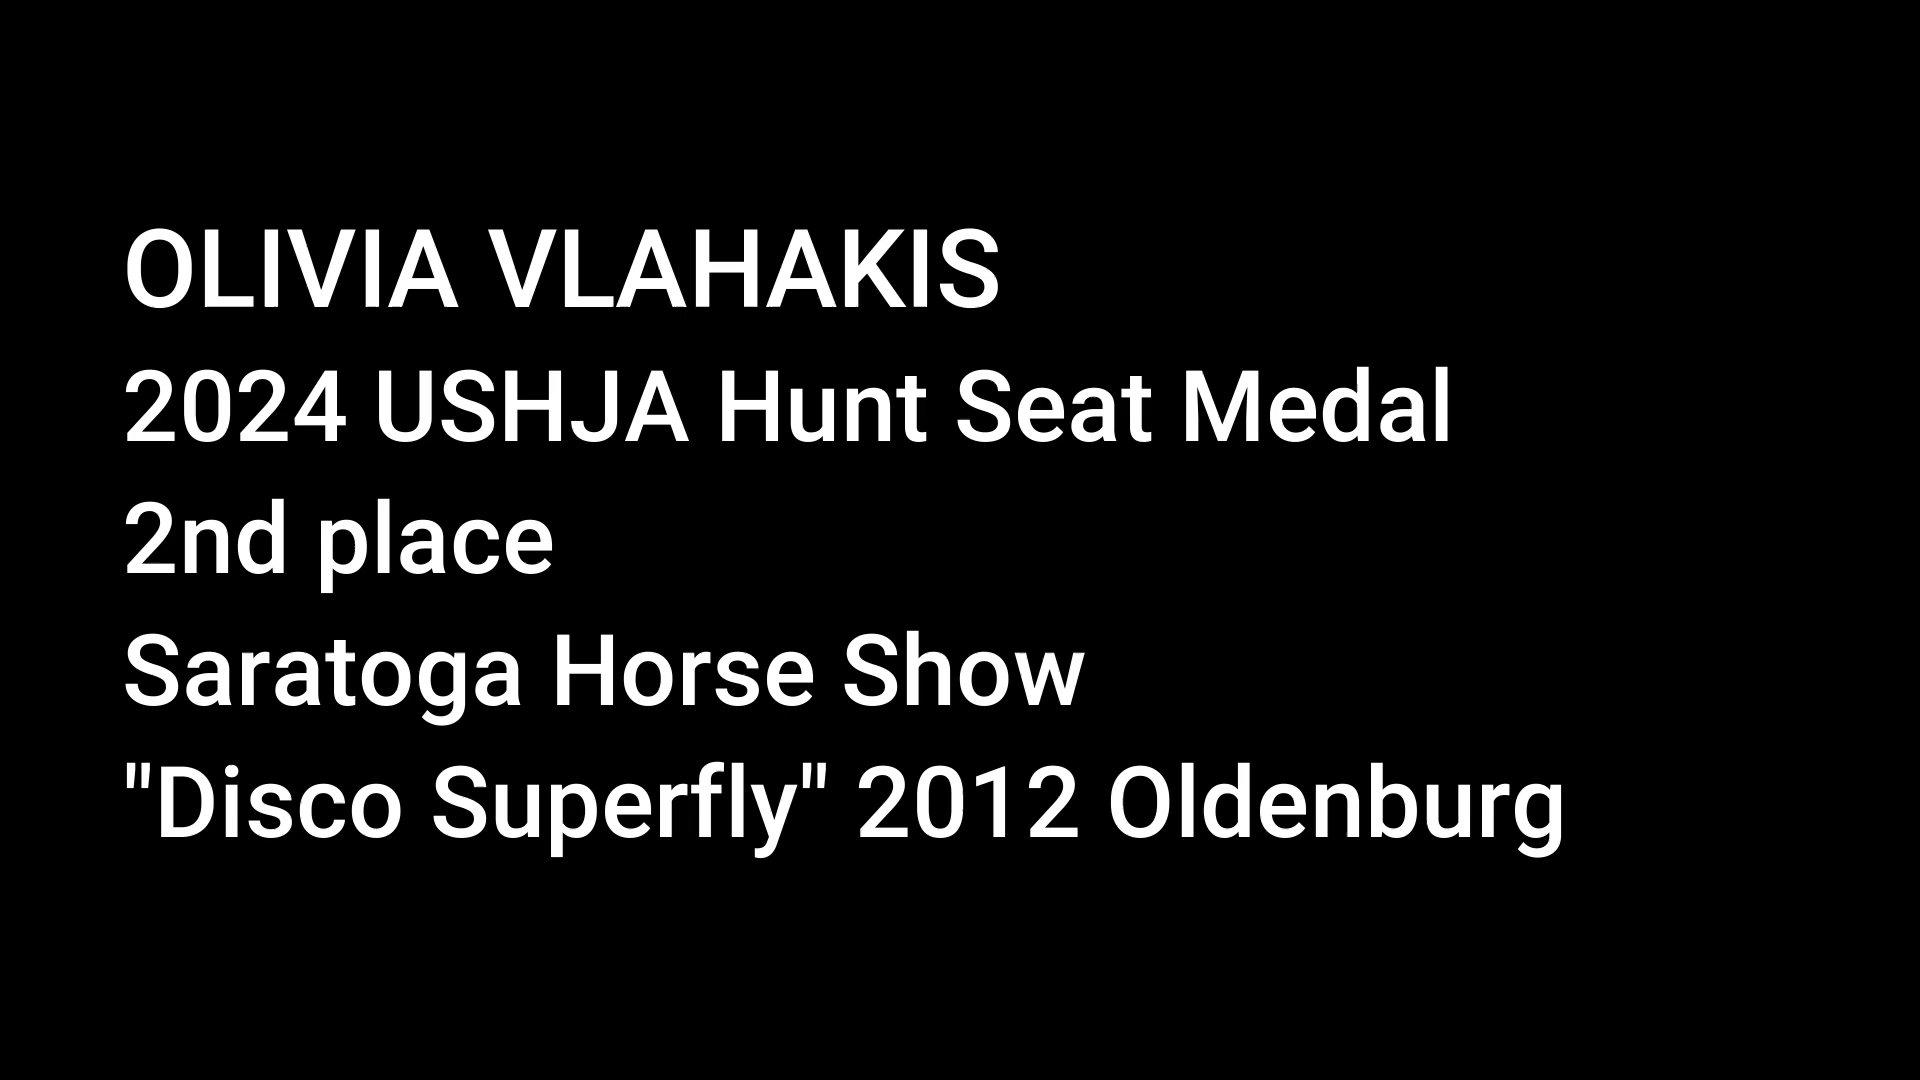 OLIVIA VLAHAKIS
2024 USHJA Hunt Seat Medal
2nd place
Saratoga Horse Show
"Disco Superfly" 2012 Oldenburg